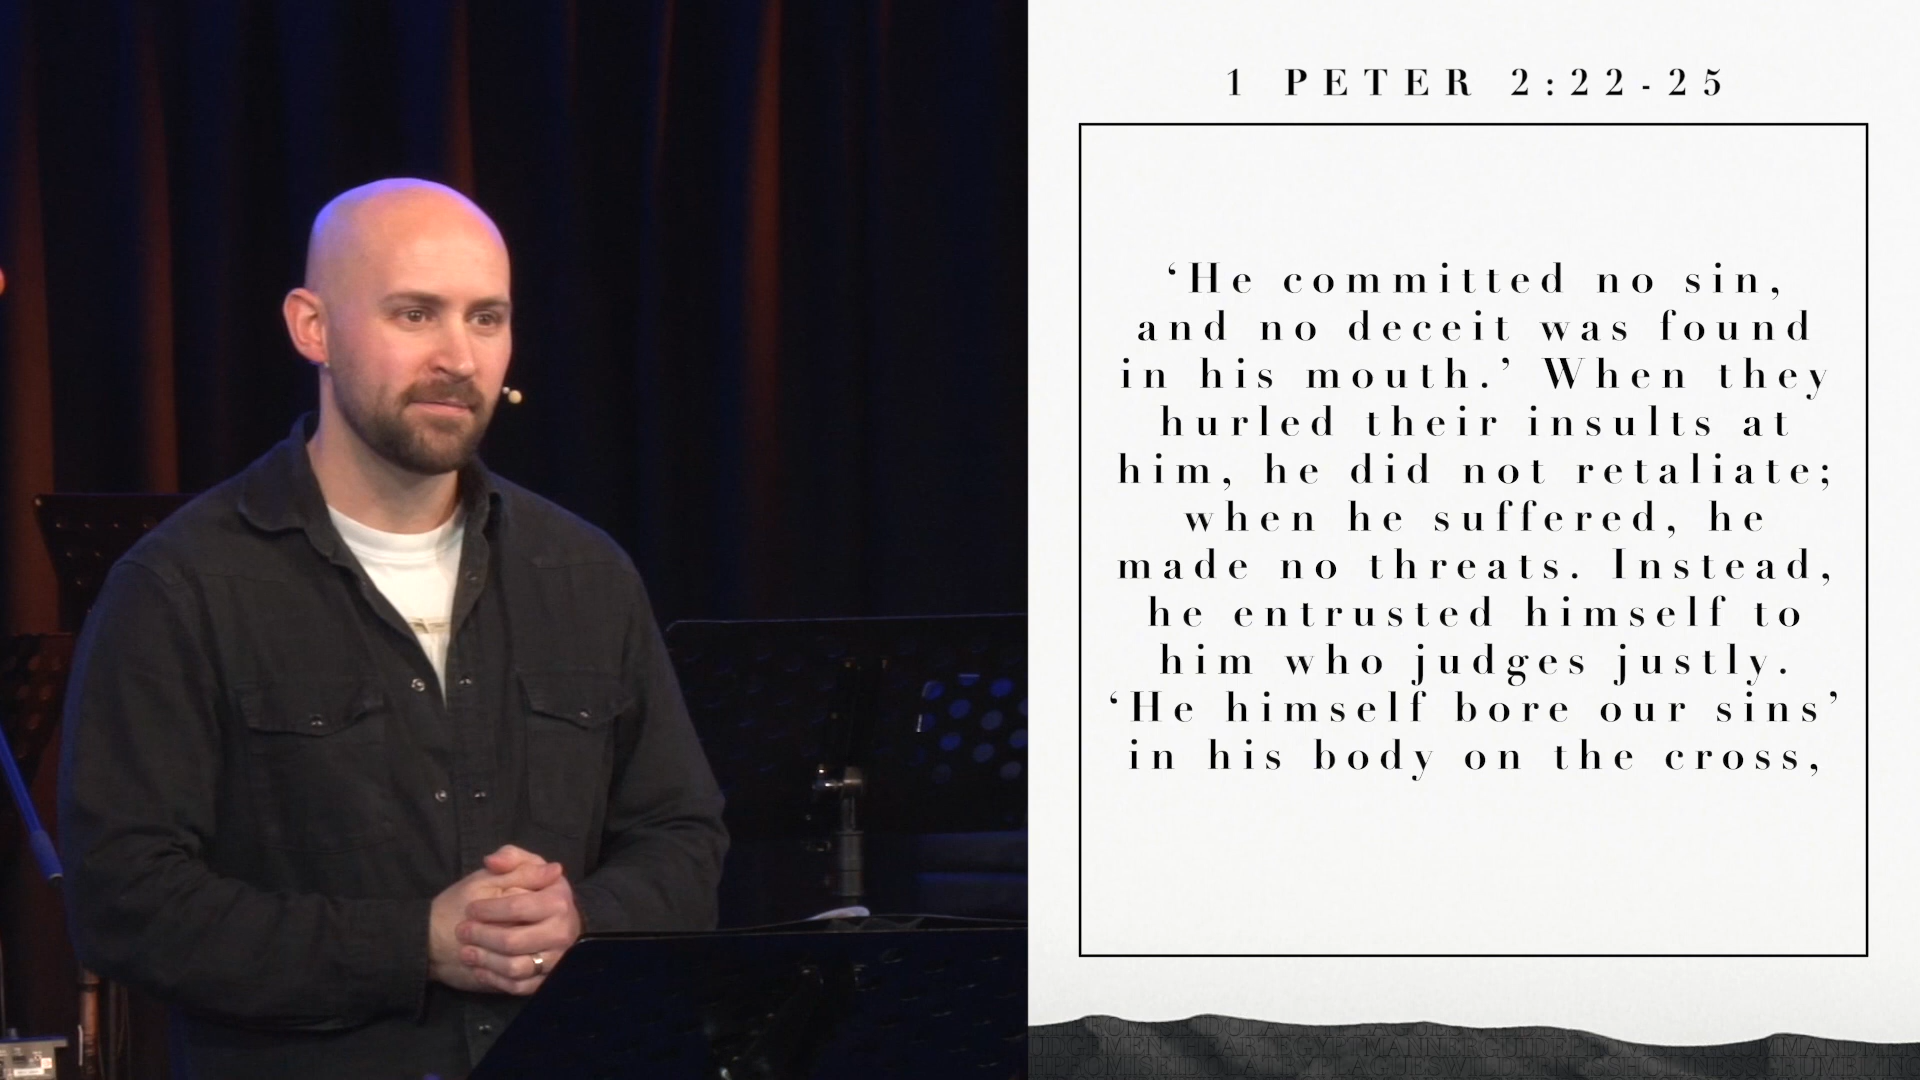 1 PETER 2:22-25
‘He committed no sin,
and no deceit was found
in his mouth.’ When they
hurled their insults at
him, he did not retaliate;
when he suffered, he
made no threats. Instead,
he entrusted himself to
him who judges justly.
‘He himself bore our sins’
in his body on the cross,